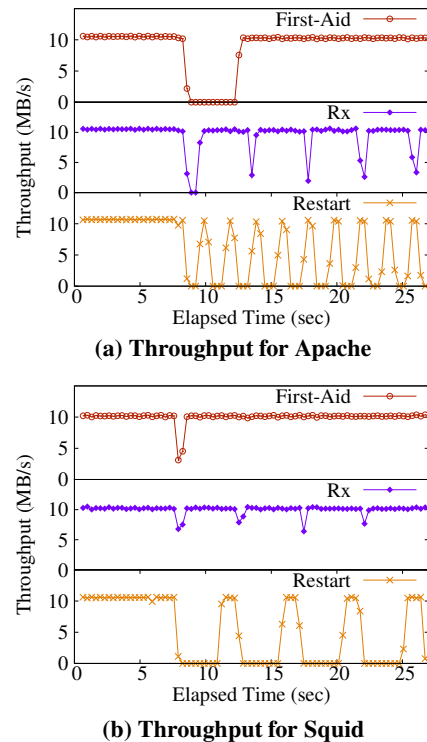 First-Aid
10
5
0
Rx
10
5
0
Restart
10
5
0
Throughput (MB/s)
0 5 10 15 20 25
Elapsed Time (sec)
(a) Throughput for Apache
First-Aid
10
5
0
Rx
10
5
0
Restart
10
5
0
Throughput (MB/s)
0 5 10 15 20 25
Elapsed Time (sec)
(b) Throughput for Squid